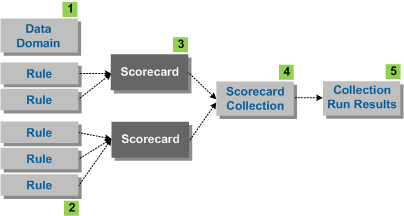 1
Data
Domain
3
Rule
Scorecard
Rule
4
5
Scorecard
Collection
Collection
Run Results
Rule
Scorecard
Rule
Rule
2